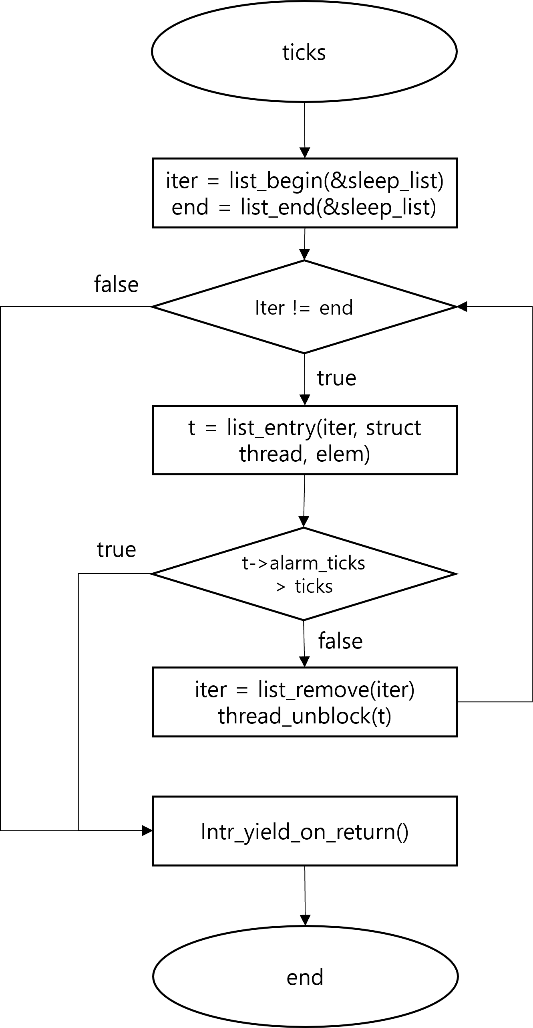 ticks
iter = list_begin(&sleep_list)
end = list_end(&sleep_list)
false
Iter != end
true
t = list_entry(iter, struct
thread, elem)
true
t->alarm_ticks
> ticks
false
iter = list_remove(iter)
thread_unblock(t)
Intr_yield_on_return()
end